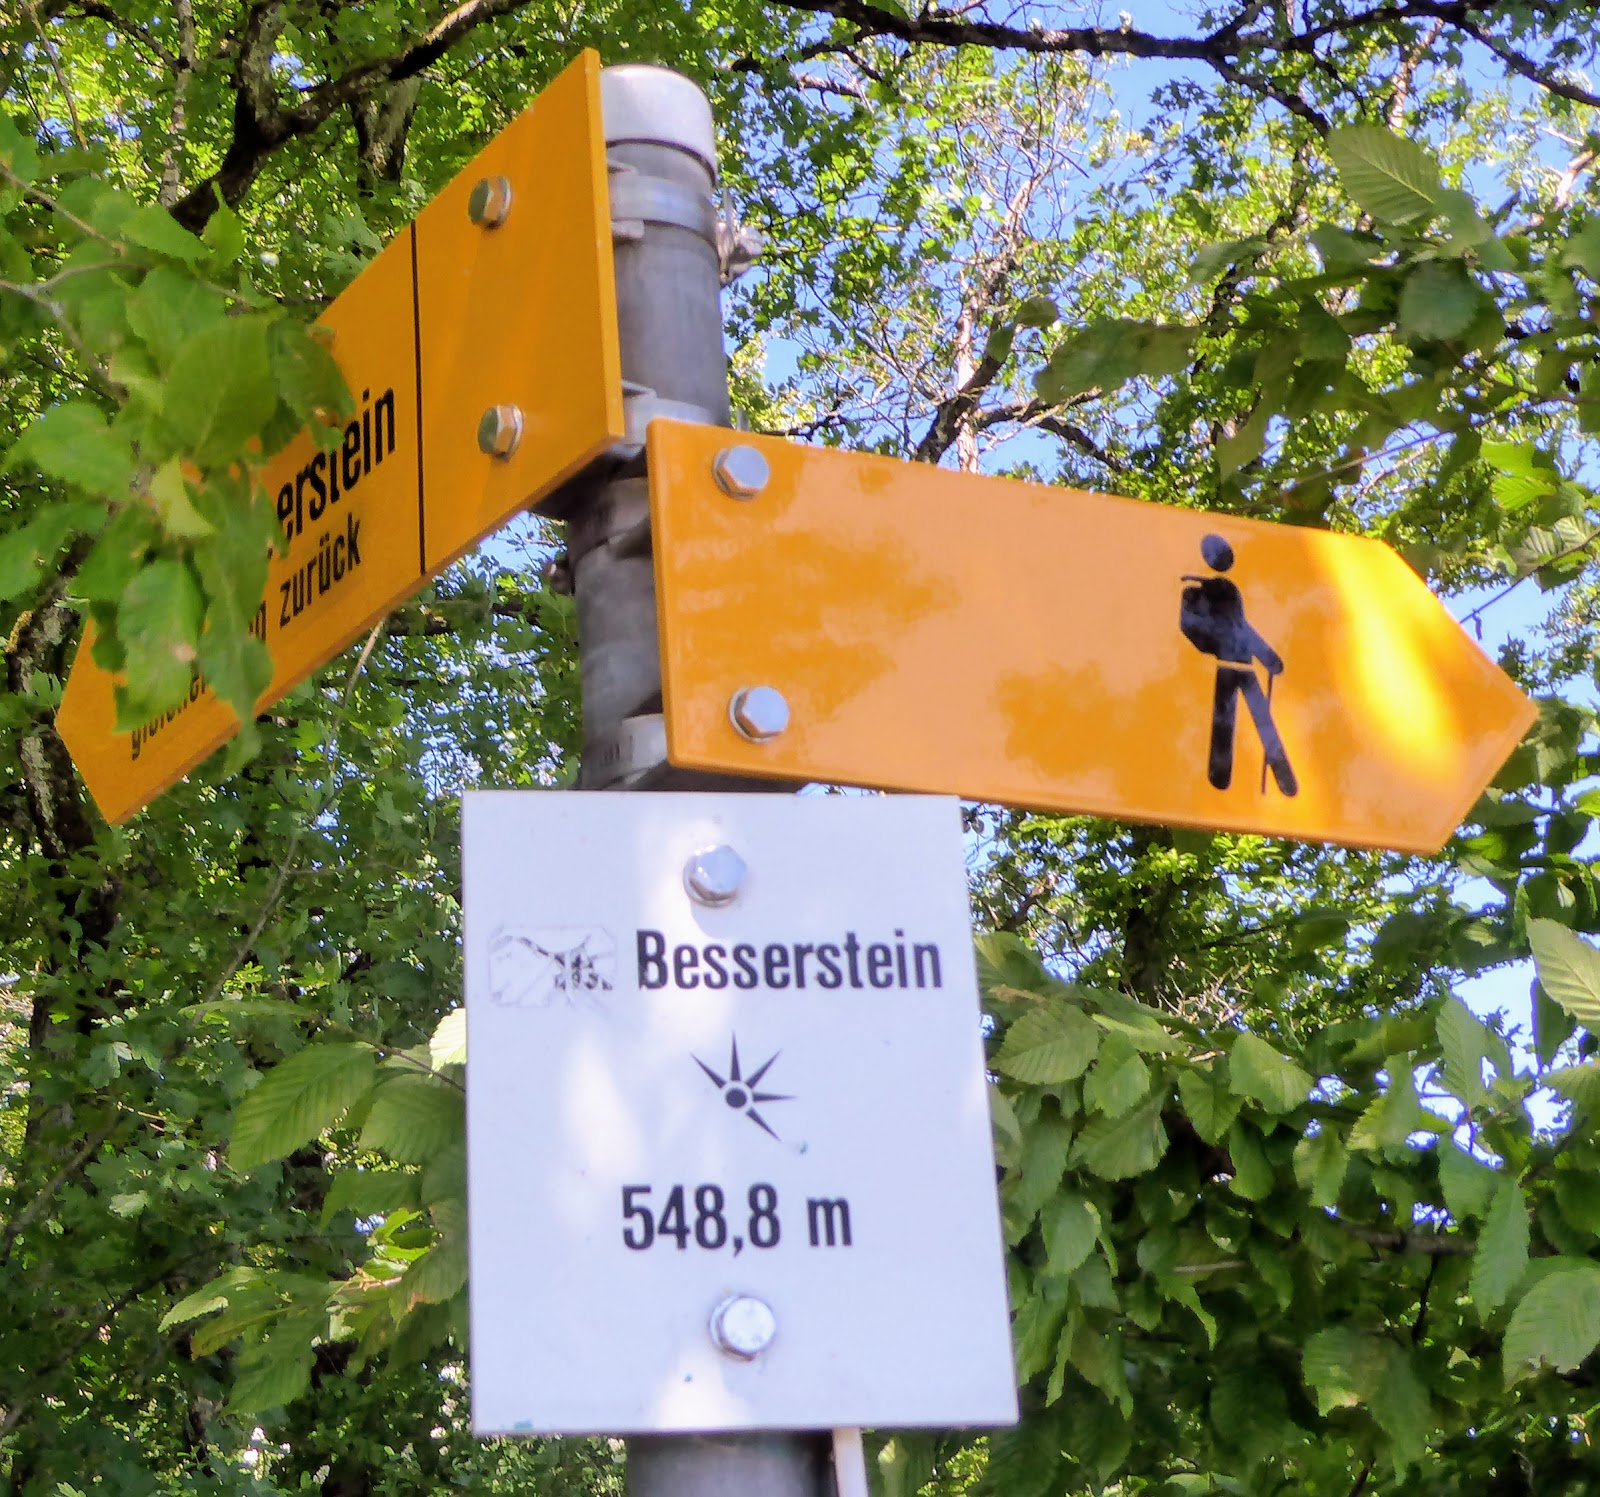 erstein
zurück
Besserstein
548,8 m